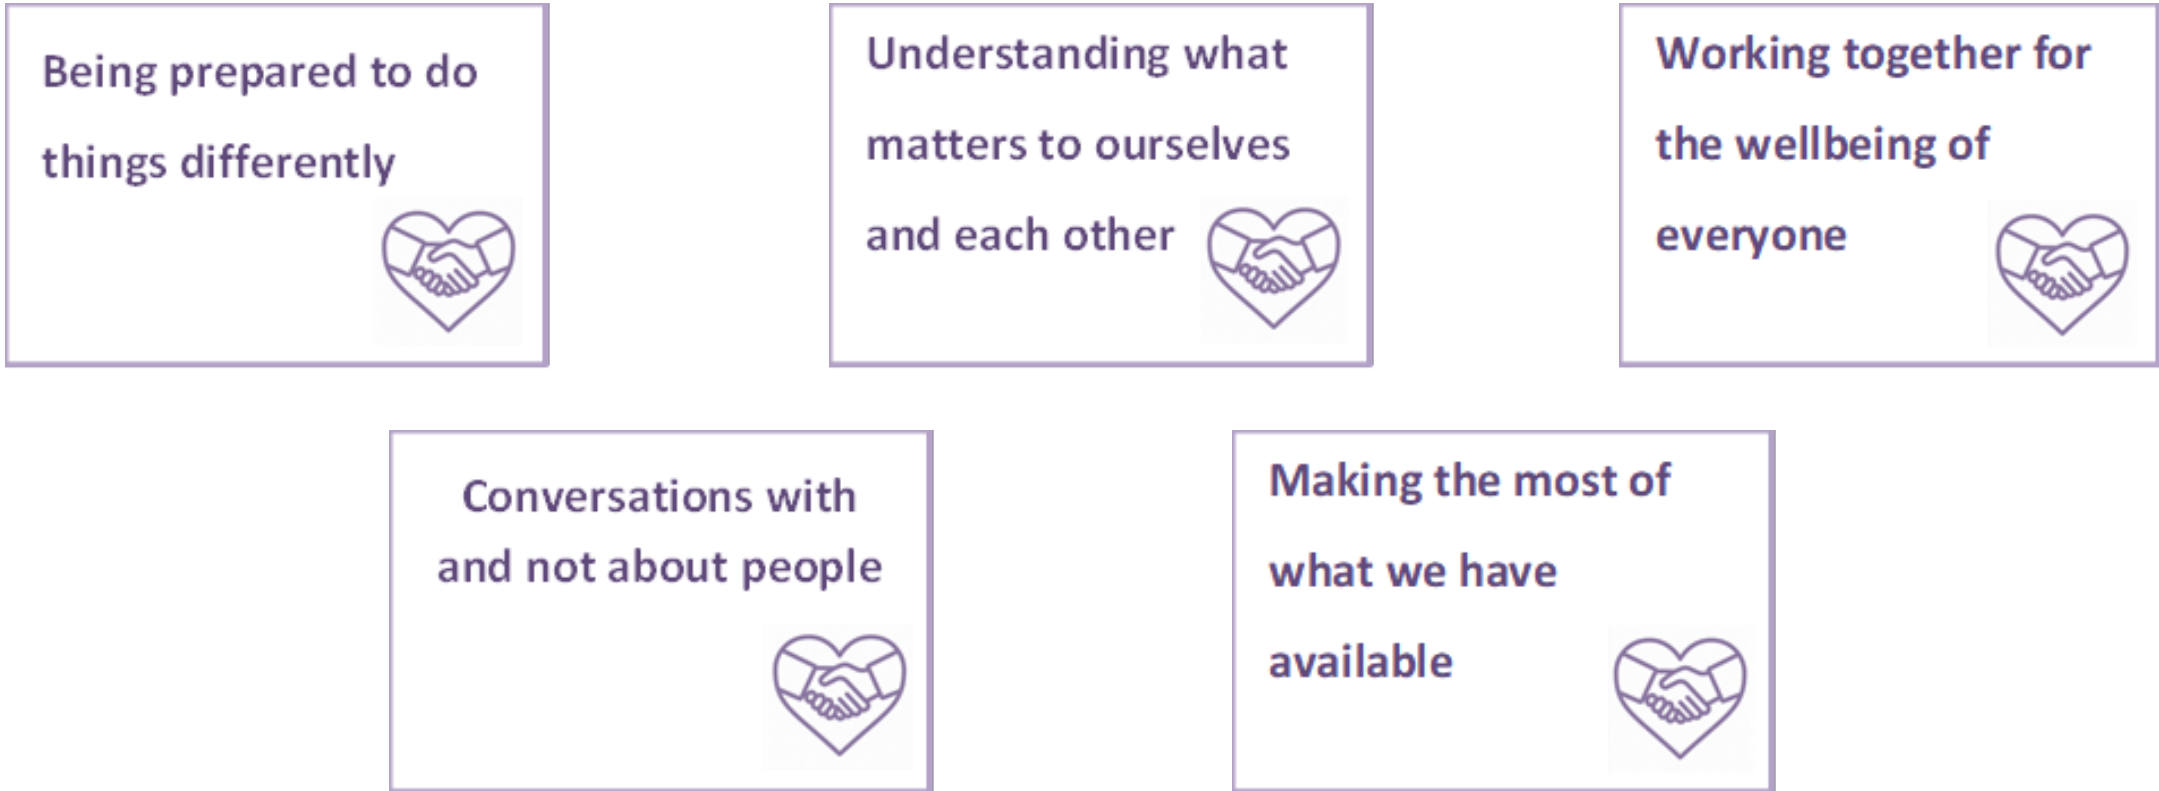 Being prepared to do
things differently
Understanding what
matters to ourselves
and each other
Working together for
the wellbeing of
everyone
Conversations with
and not about people
Making the most of
what we have
available